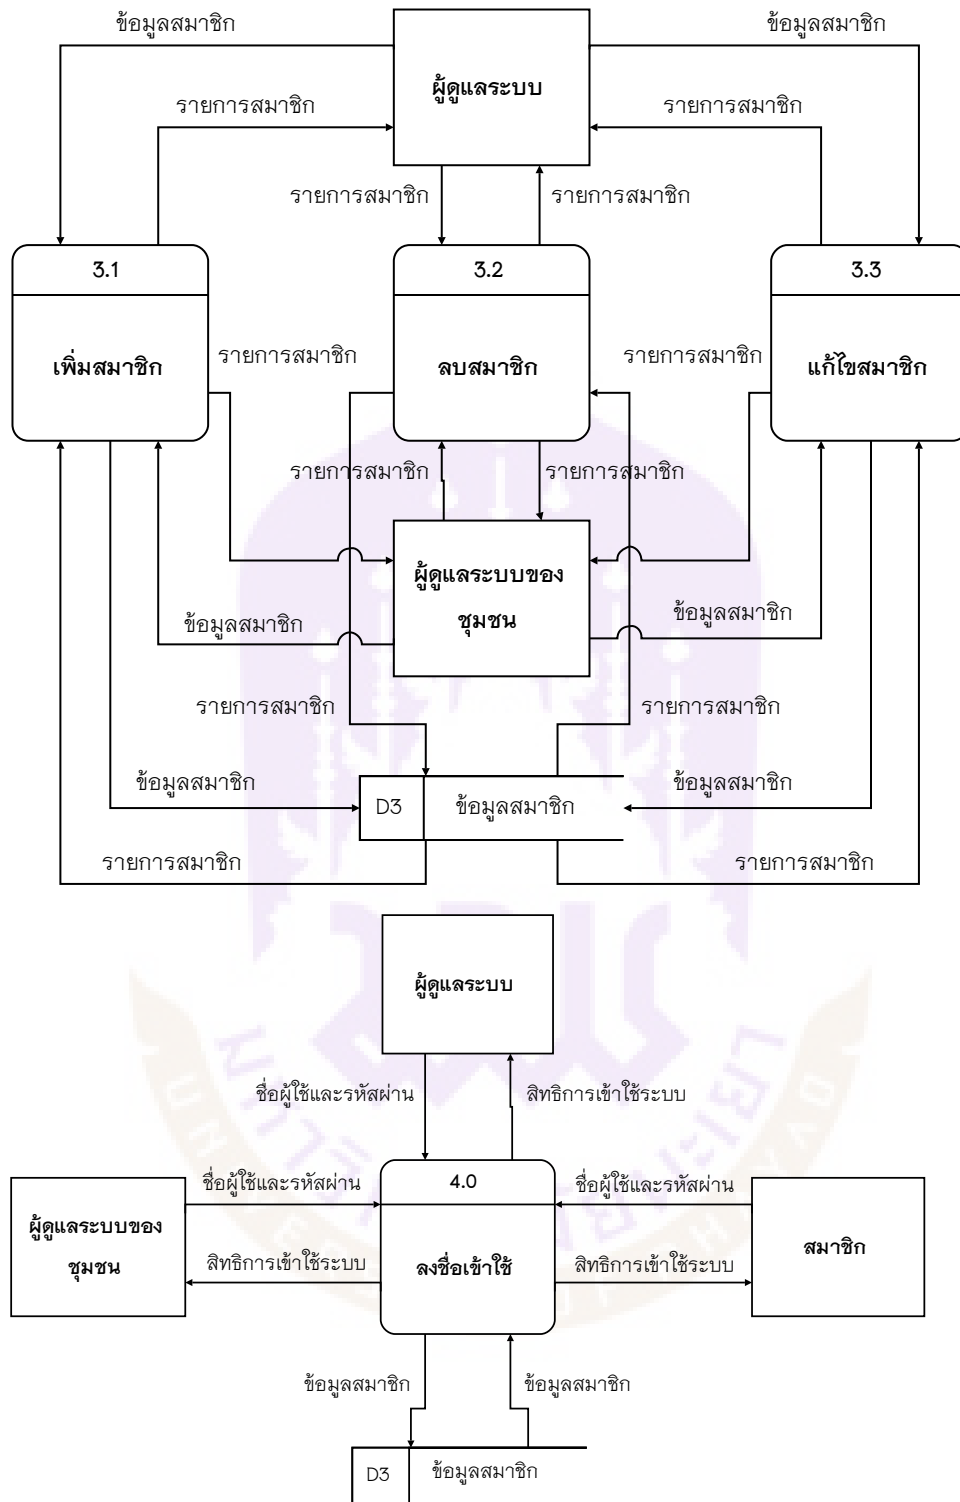 ข้อมูลสมาชิก
ข้อมูลสมาชิก
ผู้ดูแลระบบ
รายการสมาชิก
รายการสมาชิก
รายการสมาชิก
รายการสมาชิก
3.1
3.2
3.3
เพิ่มสมาชิก
รายการสมาชิก
ลบสมาชิก
รายการสมาชิก
แก้ไขสมาชิก
รายการสมาชิก
รายการสมาชิก
ผู้ดูแลระบบของ
ชุมชน
ข้อมูลสมาชิก
ข้อมูลสมาชิก
รายการสมาชิก
รายการสมาชิก
ข้อมูลสมาชิก
D3
ข้อมูลสมาชิก
ข้อมูลสมาชิก
รายการสมาชิก
รายการสมาชิก
ผู้ดูแลระบบ
ชื่อผู้ใช้และรหัสผ่าน
สิทธิการเข้าใช้ระบบ
ชื่อผู้ใช้และรหัสผ่าน
4.0
ชื่อผู้ใช้และรหัสผ่าน
ผู้ดูแลระบบของ
ชุมชน
สิทธิการเข้าใช้ระบบ
ลงชื่อเข้าใช้
สิทธิการเข้าใช้ระบบ
สมาชิก
ข้อมูลสมาชิก
ข้อมูลสมาชิก
D3
ข้อมูลสมาชิก